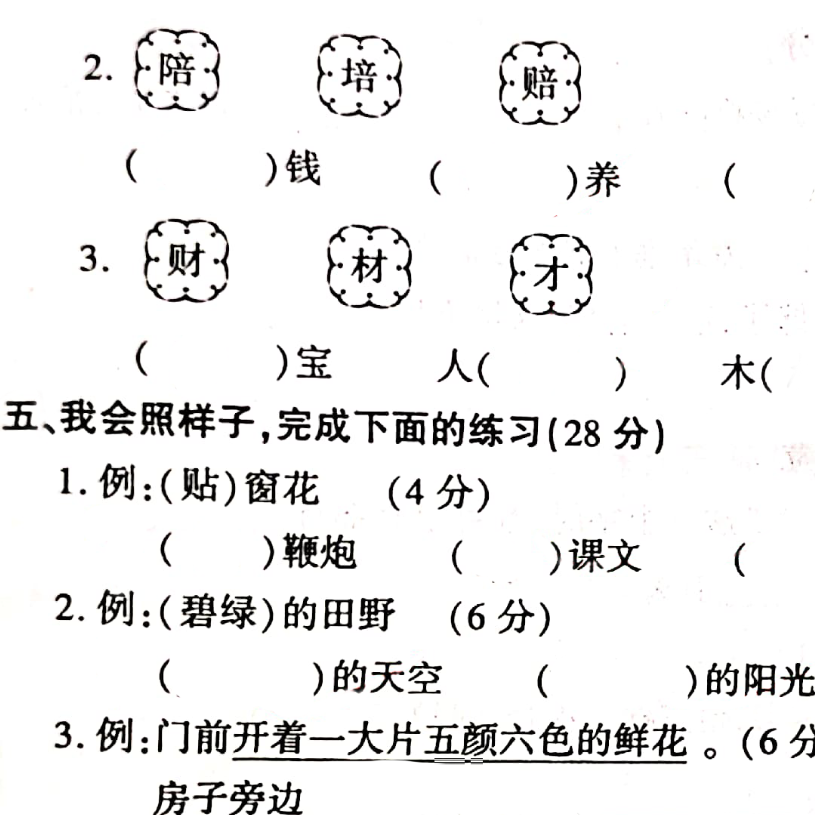 2. 陪 培 赔
( )钱 ( )养 (
3. 财 材 才
( )宝 人( ) 木(
五、我会照样子,完成下面的练习(28分)
1. 例:(贴)窗花 (4分)
( )鞭炮 ( )课文 (
2. 例:(碧绿)的田野 (6分)
( )的天空 ( )的阳光
3. 例:门前开着一大片五颜六色的鲜花。(6分
房子旁边